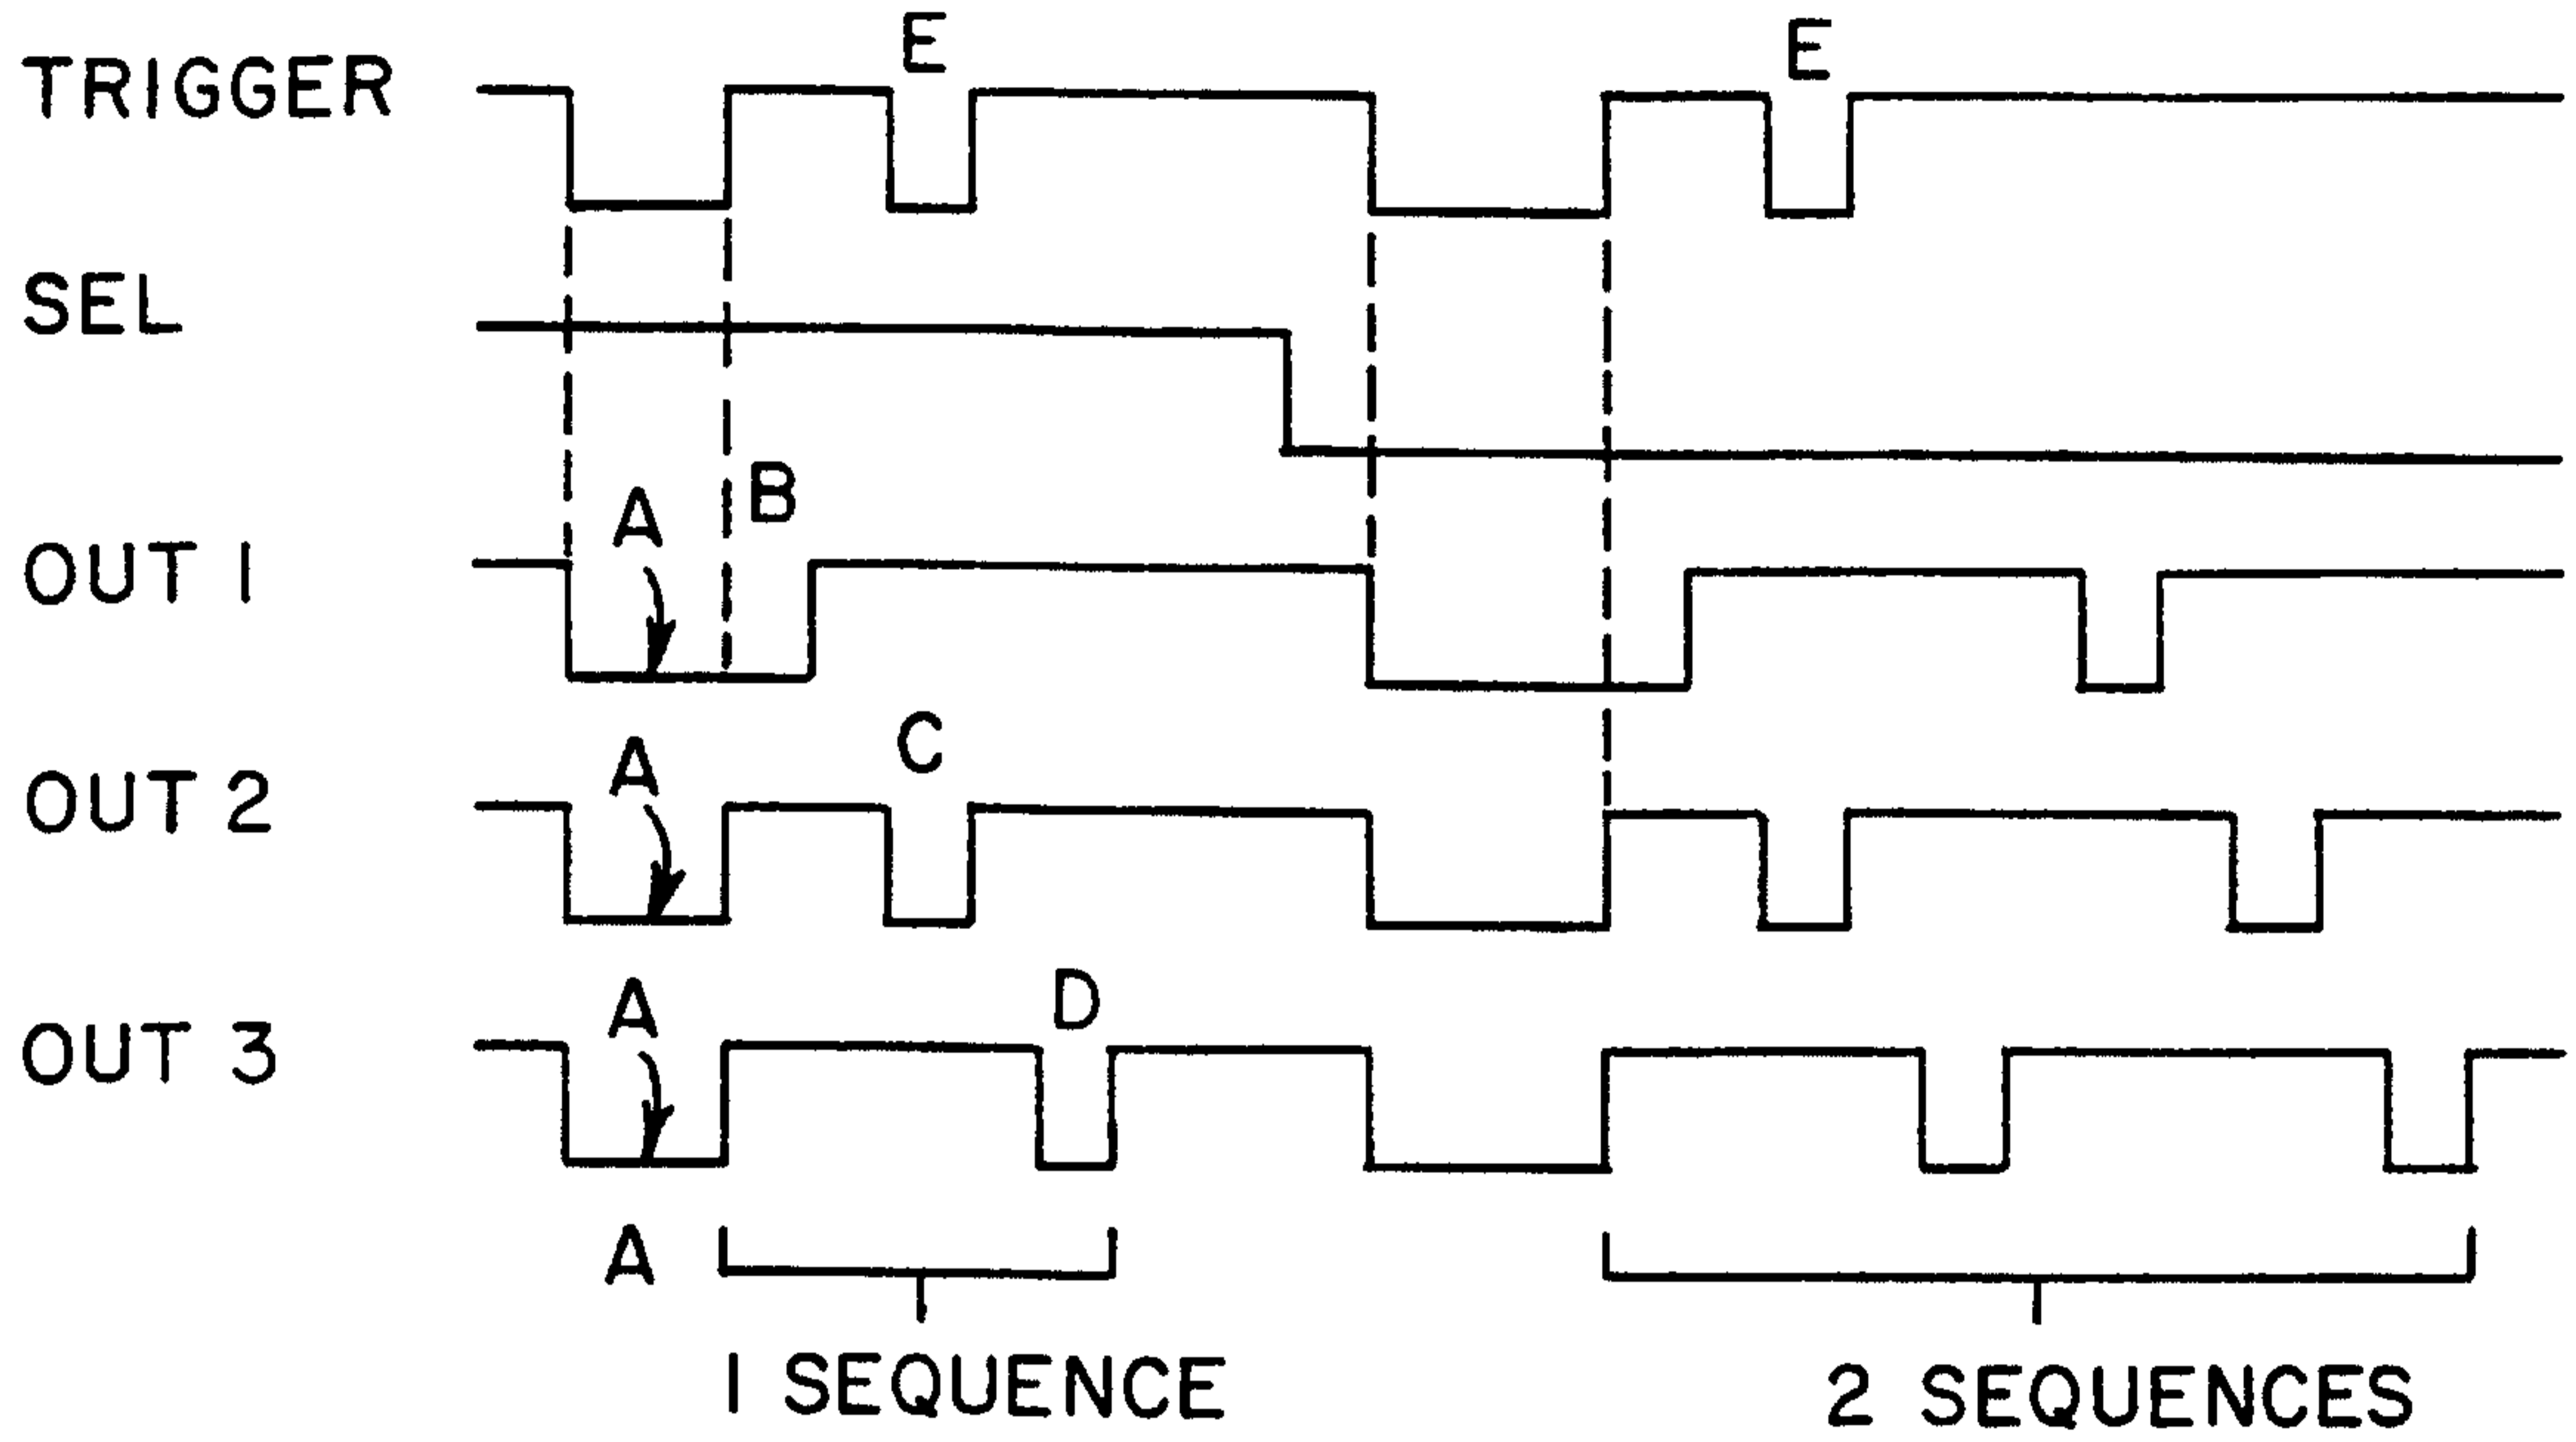 E E
TRIGGER
SEL
A B
OUT 1
A C
OUT 2
A D
OUT 3
A
1 SEQUENCE 2 SEQUENCES